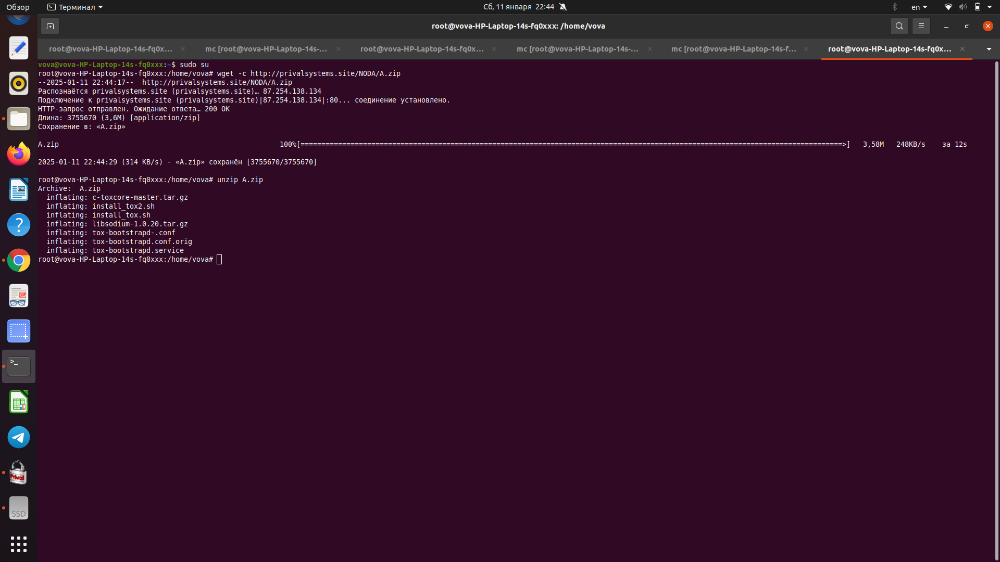 Обзор
Терминал
Сб, 11 января 22:44
en
root@vova-HP-Laptop-14s-fq0xxx: /home/vova
root@vova-HP-Laptop-14s-fq0x...
mc [root@vova-HP-Laptop-14s-...
root@vova-HP-Laptop-14s-fq0x...
mc [root@vova-HP-Laptop-14s-...
mc [root@vova-HP-Laptop-14s-f...
root@vova-HP-Laptop-14s-fq0x...
vova@vova-HP-Laptop-14s-fq0xxx:~$ sudo su
root@vova-HP-Laptop-14s-fq0xxx:/home/vova# wget -c http://privalsystems.site/NODA/A.zip
--2025-01-11 22:44:17--  http://privalsystems.site/NODA/A.zip
Распознаётся privalsystems.site (privalsystems.site)… 87.254.138.134
Подключение к privalsystems.site (privalsystems.site)|87.254.138.134|:80... соединение установлено.
HTTP-запрос отправлен. Ожидание ответа… 200 OK
Длина: 3755670 (3,6M) [application/zip]
Сохранение в: «A.zip»
A.zip 100%[==================================================================================================================================>] 3,58M 248KB/s за 12s
2025-01-11 22:44:29 (314 KB/s) - «A.zip» сохранён [3755670/3755670]
root@vova-HP-Laptop-14s-fq0xxx:/home/vova# unzip A.zip
Archive:  A.zip
inflating: c-toxcore-master.tar.gz
inflating: install_tox2.sh
inflating: install_tox.sh
inflating: libsodium-1.0.20.tar.gz
inflating: tox-bootstrapd-.conf
inflating: tox-bootstrapd.conf.orig
inflating: tox-bootstrapd.service
root@vova-HP-Laptop-14s-fq0xxx:/home/vova#
>_
Prival
SSD